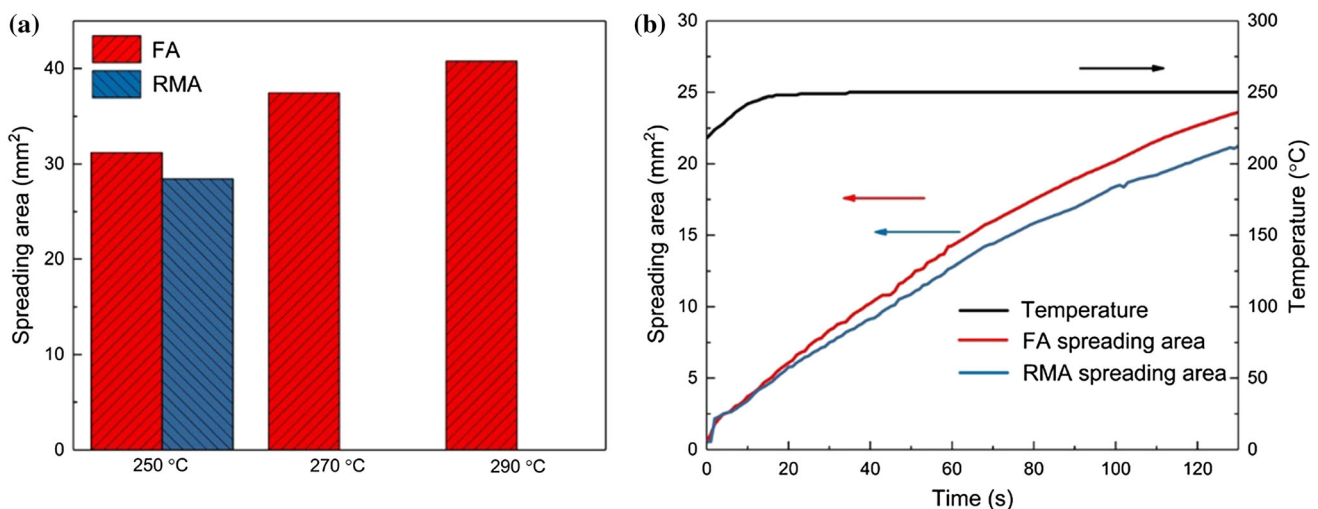 (a)
FA
RMA
Spreading area (mm²)
40
30
20
10
0
250 °C
270 °C
290 °C
(b)
Spreading area (mm²)
30
25
20
15
10
5
0
0
20
40
60
80
100
120
Time (s)
Temperature
FA spreading area
RMA spreading area
300
250
200
150
100
50
0
Temperature (°C)